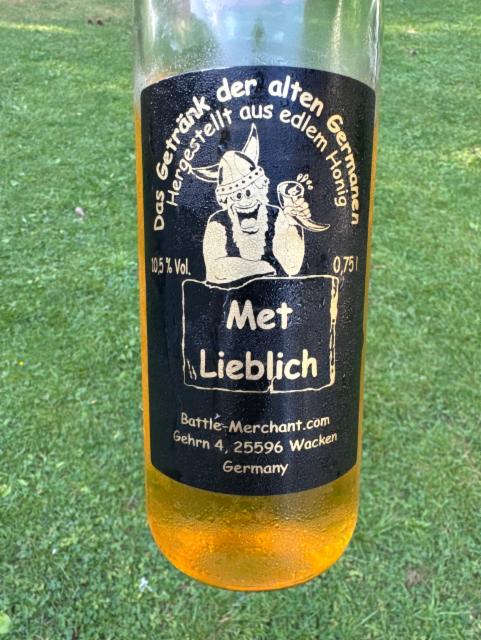 Das Getränk der alten Germanen
Hergestellt aus edlem Honig
10,5 % Vol.
0,75 l
Met
Lieblich
Battle-Merchant.com
Gehrn 4, 25596 Wacken
Germany